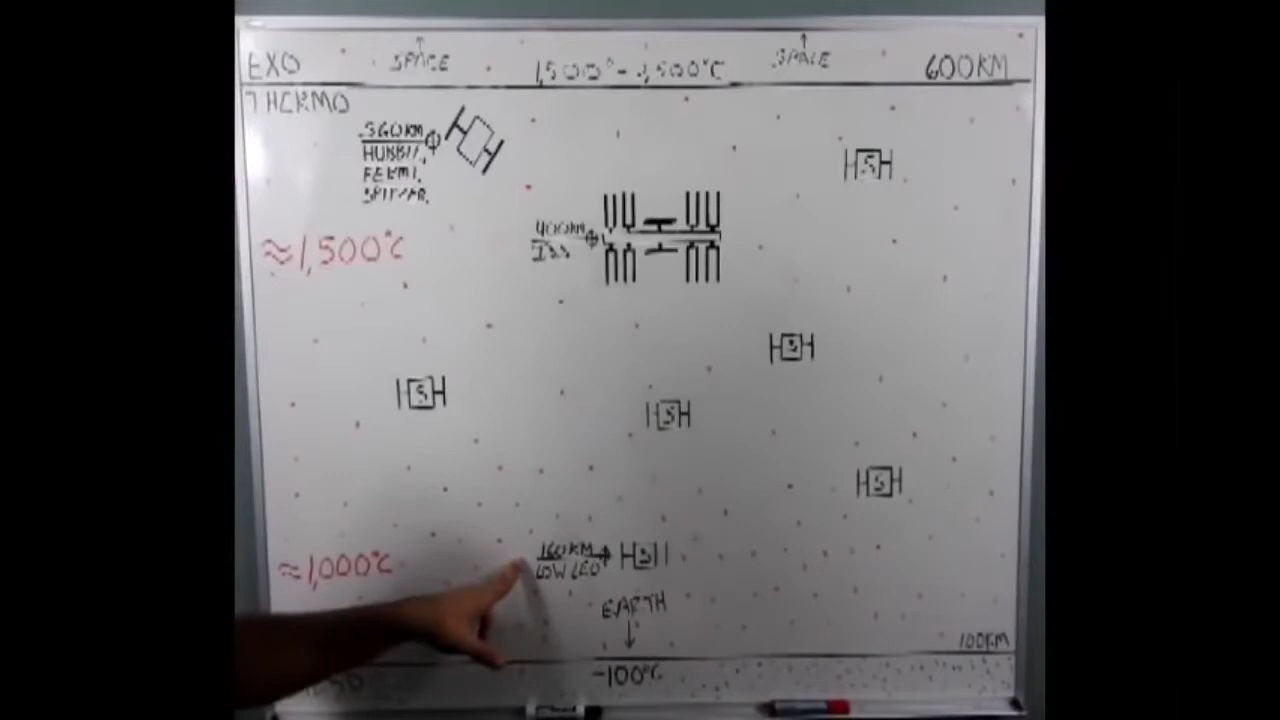 EXO
SPACE
1,500° - 2,500°C
SPACE
600KM
THERMO
560KM
HUBBLE,
FERMI,
SPITZER.
S
400KM
ISS
≈1,500°C
S
S
S
S
160KM
LOW LEO
S
≈1,000°C
EARTH
100KM
-100°C